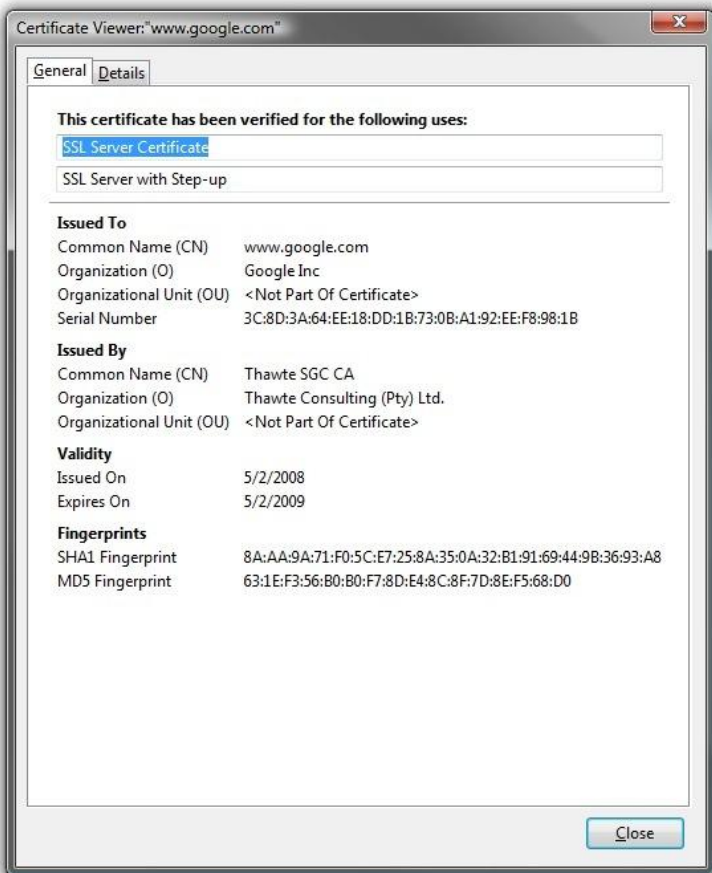 Certificate Viewer:"www.google.com"
General Details
This certificate has been verified for the following uses:
SSL Server Certificate
SSL Server with Step-up
Issued To
Common Name (CN) www.google.com
Organization (O) Google Inc
Organizational Unit (OU) <Not Part Of Certificate>
Serial Number 3C:8D:3A:64:EE:18:DD:1B:73:0B:A1:92:EE:F8:98:1B
Issued By
Common Name (CN) Thawte SGC CA
Organization (O) Thawte Consulting (Pty) Ltd.
Organizational Unit (OU) <Not Part Of Certificate>
Validity
Issued On 5/2/2008
Expires On 5/2/2009
Fingerprints
SHA1 Fingerprint 8A:AA:9A:71:F0:5C:E7:25:8A:35:0A:32:B1:91:69:44:9B:36:93:A8
MD5 Fingerprint 63:1E:F3:56:B0:B0:F7:8D:E4:8C:8F:7D:8E:F5:68:D0
Close